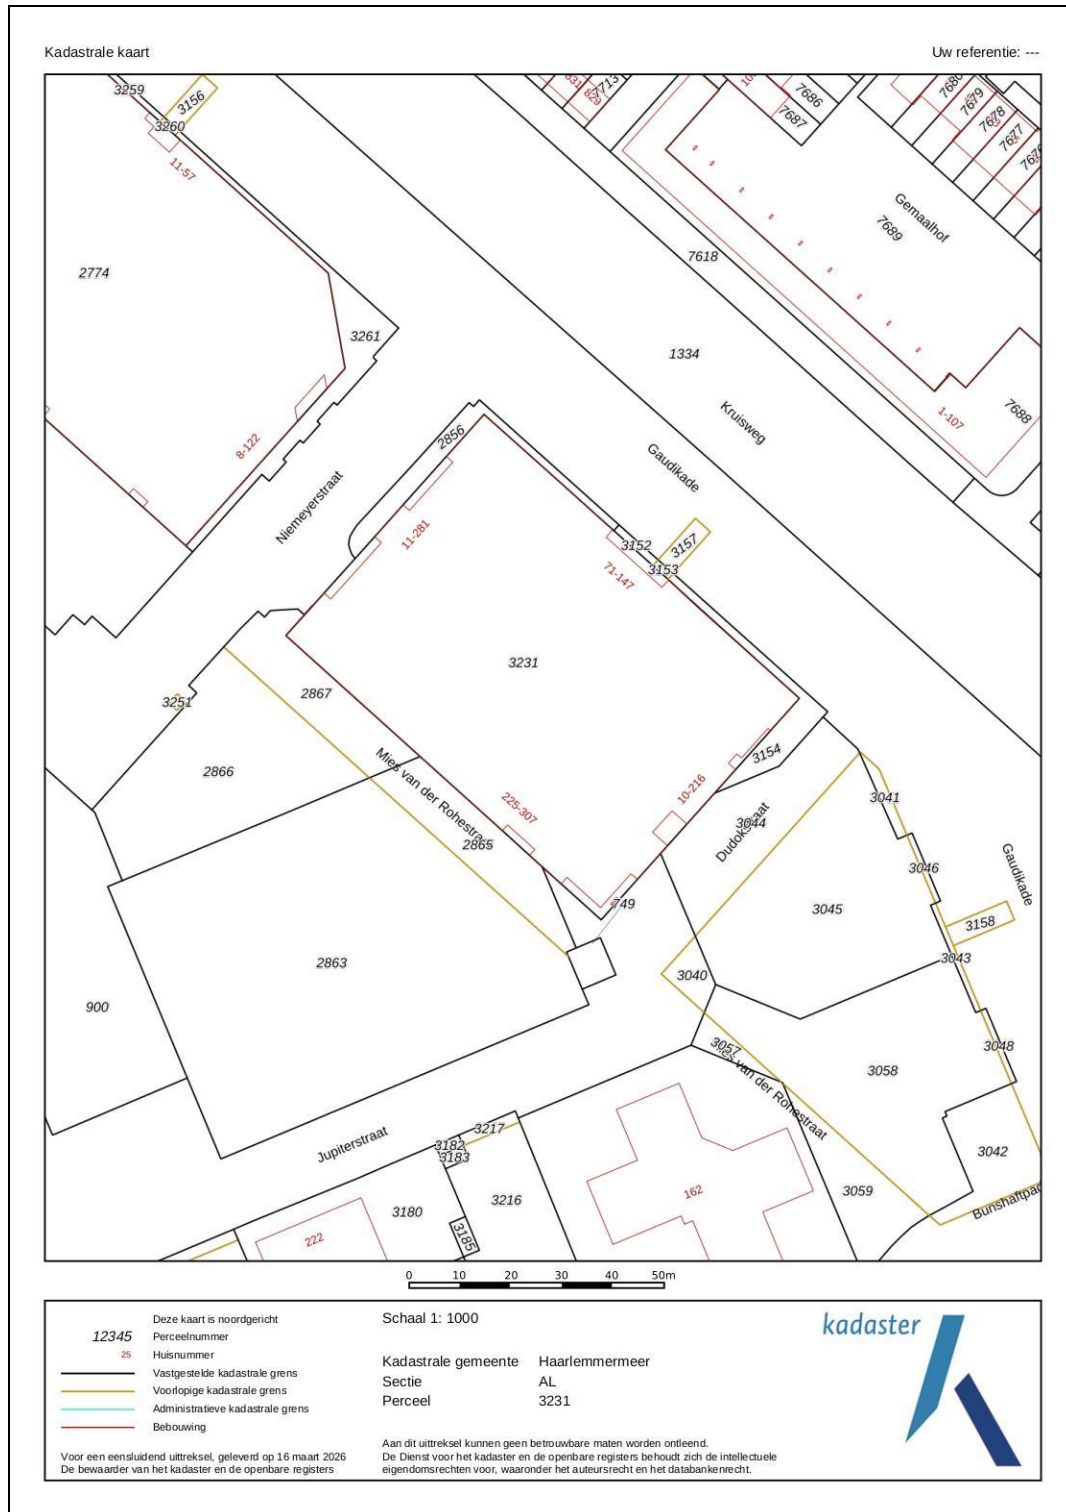 Kadastrale kaart
Uw referentie: ---
3259
3156
3260
11-57
2774
3261
8-122
Niemeyerstraat
2856
11-281
7713
829
7686
7687
7680
7679
7678
7677
Gemaalhof
7689
7618
1334
Kruisweg
Gaudikade
1-107
7688
3152
3157
3153
71-147
3231
3251
2867
2866
Mies van der Rohestraat
225-307
2865
3154
10-216
3044
Dudokstraat
3041
3046
Gaudikade
3045
3158
3043
749
2863
900
3040
3057
Mies van der Rohestraat
3058
3048
3042
3059
Bunshaftpad
Jupiterstraat
3217
3182
3183
3216
3180
3185
222
162
0 10 20 30 40 50m
Deze kaart is noordgericht
12345 Perceelnummer
25 Huisnummer
Vastgestelde kadastrale grens
Voorlopige kadastrale grens
Administratieve kadastrale grens
Bebouwing
Voor een eensluidend uittreksel, geleverd op 16 maart 2026
De bewaarder van het kadaster en de openbare registers
Schaal 1: 1000
Kadastrale gemeente Haarlemmermeer
Sectie AL
Perceel 3231
Aan dit uittreksel kunnen geen betrouwbare maten worden ontleend.
De Dienst voor het kadaster en de openbare registers behoudt zich de intellectuele
eigendomsrechten voor, waaronder het auteursrecht en het databankenrecht.
kadaster